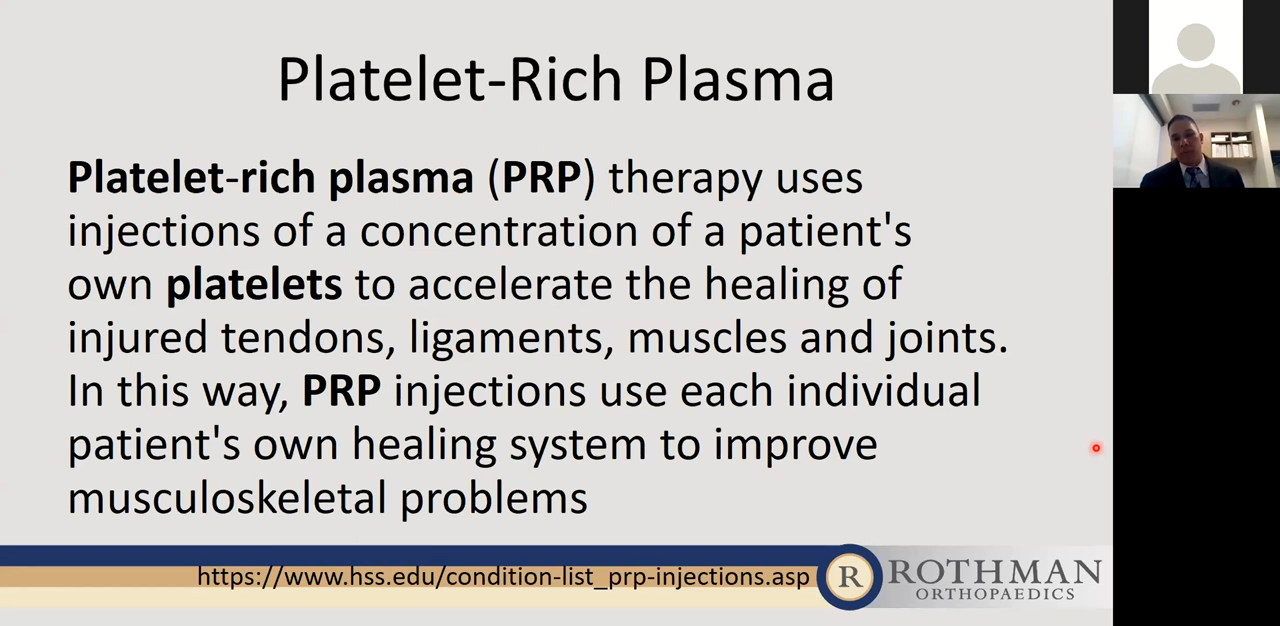 Platelet-Rich Plasma
Platelet-rich plasma (PRP) therapy uses
injections of a concentration of a patient's
own platelets to accelerate the healing of
injured tendons, ligaments, muscles and joints.
In this way, PRP injections use each individual
patient's own healing system to improve
musculoskeletal problems
https://www.hss.edu/condition-list_prp-injections.asp
R
ROTHMAN
ORTHOPAEDICS